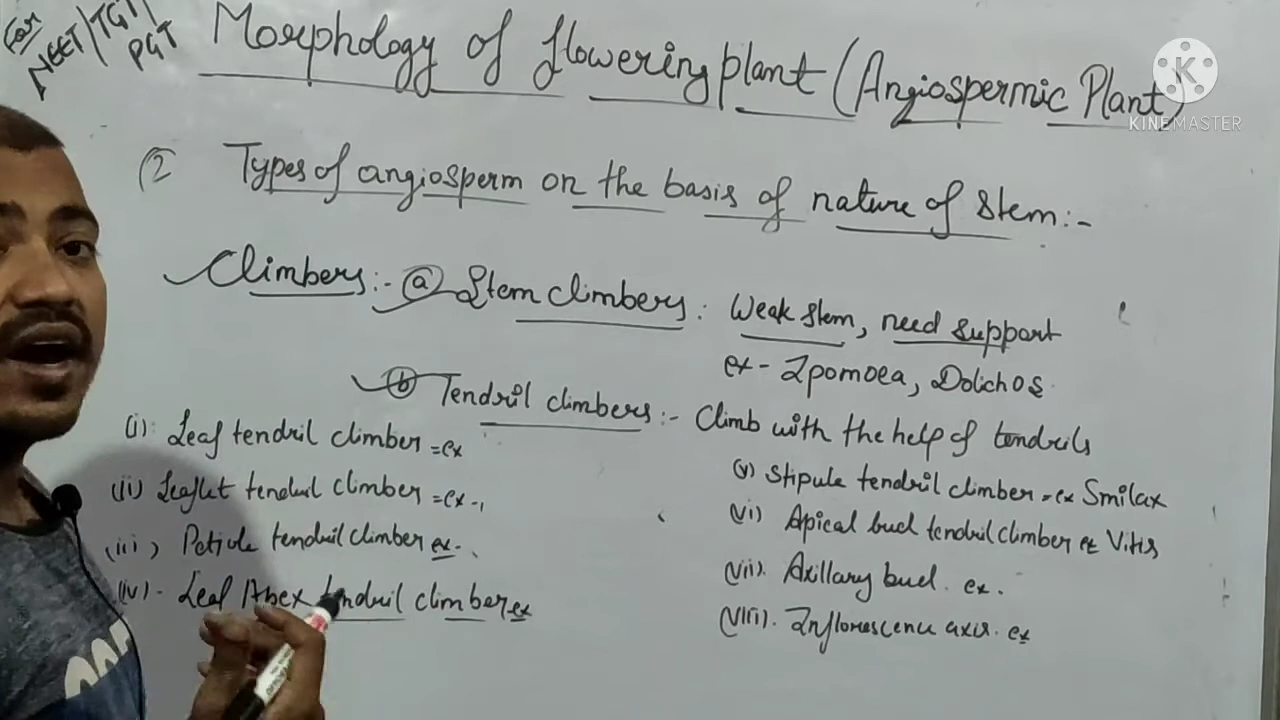 For
NEET/TGT/
PGT
Morphology of flowering plant (Angiospermic Plant)
K
KINEMASTER
(2 Types of angiosperm on the basis of nature of stem:-
Climbers:- (a) Stem climbers: Weak stem, need support
ex- Ipomoea, Dolichos
(b) Tendril climbers:- Climb with the help of tendrils
(i) Leaf tendril climber =ex
(ii) Leaflet tendril climber =ex-,
(iii) Petiole tendril climber ex-
(iv)- Leaf Apex tendril climber ex
(v) Stipule tendril climber =ex Smilax
(vi) Apical bud tendril climber ex Vitis
(vii). Axillary bud. ex.
(viii). Inflorescence axis. ex